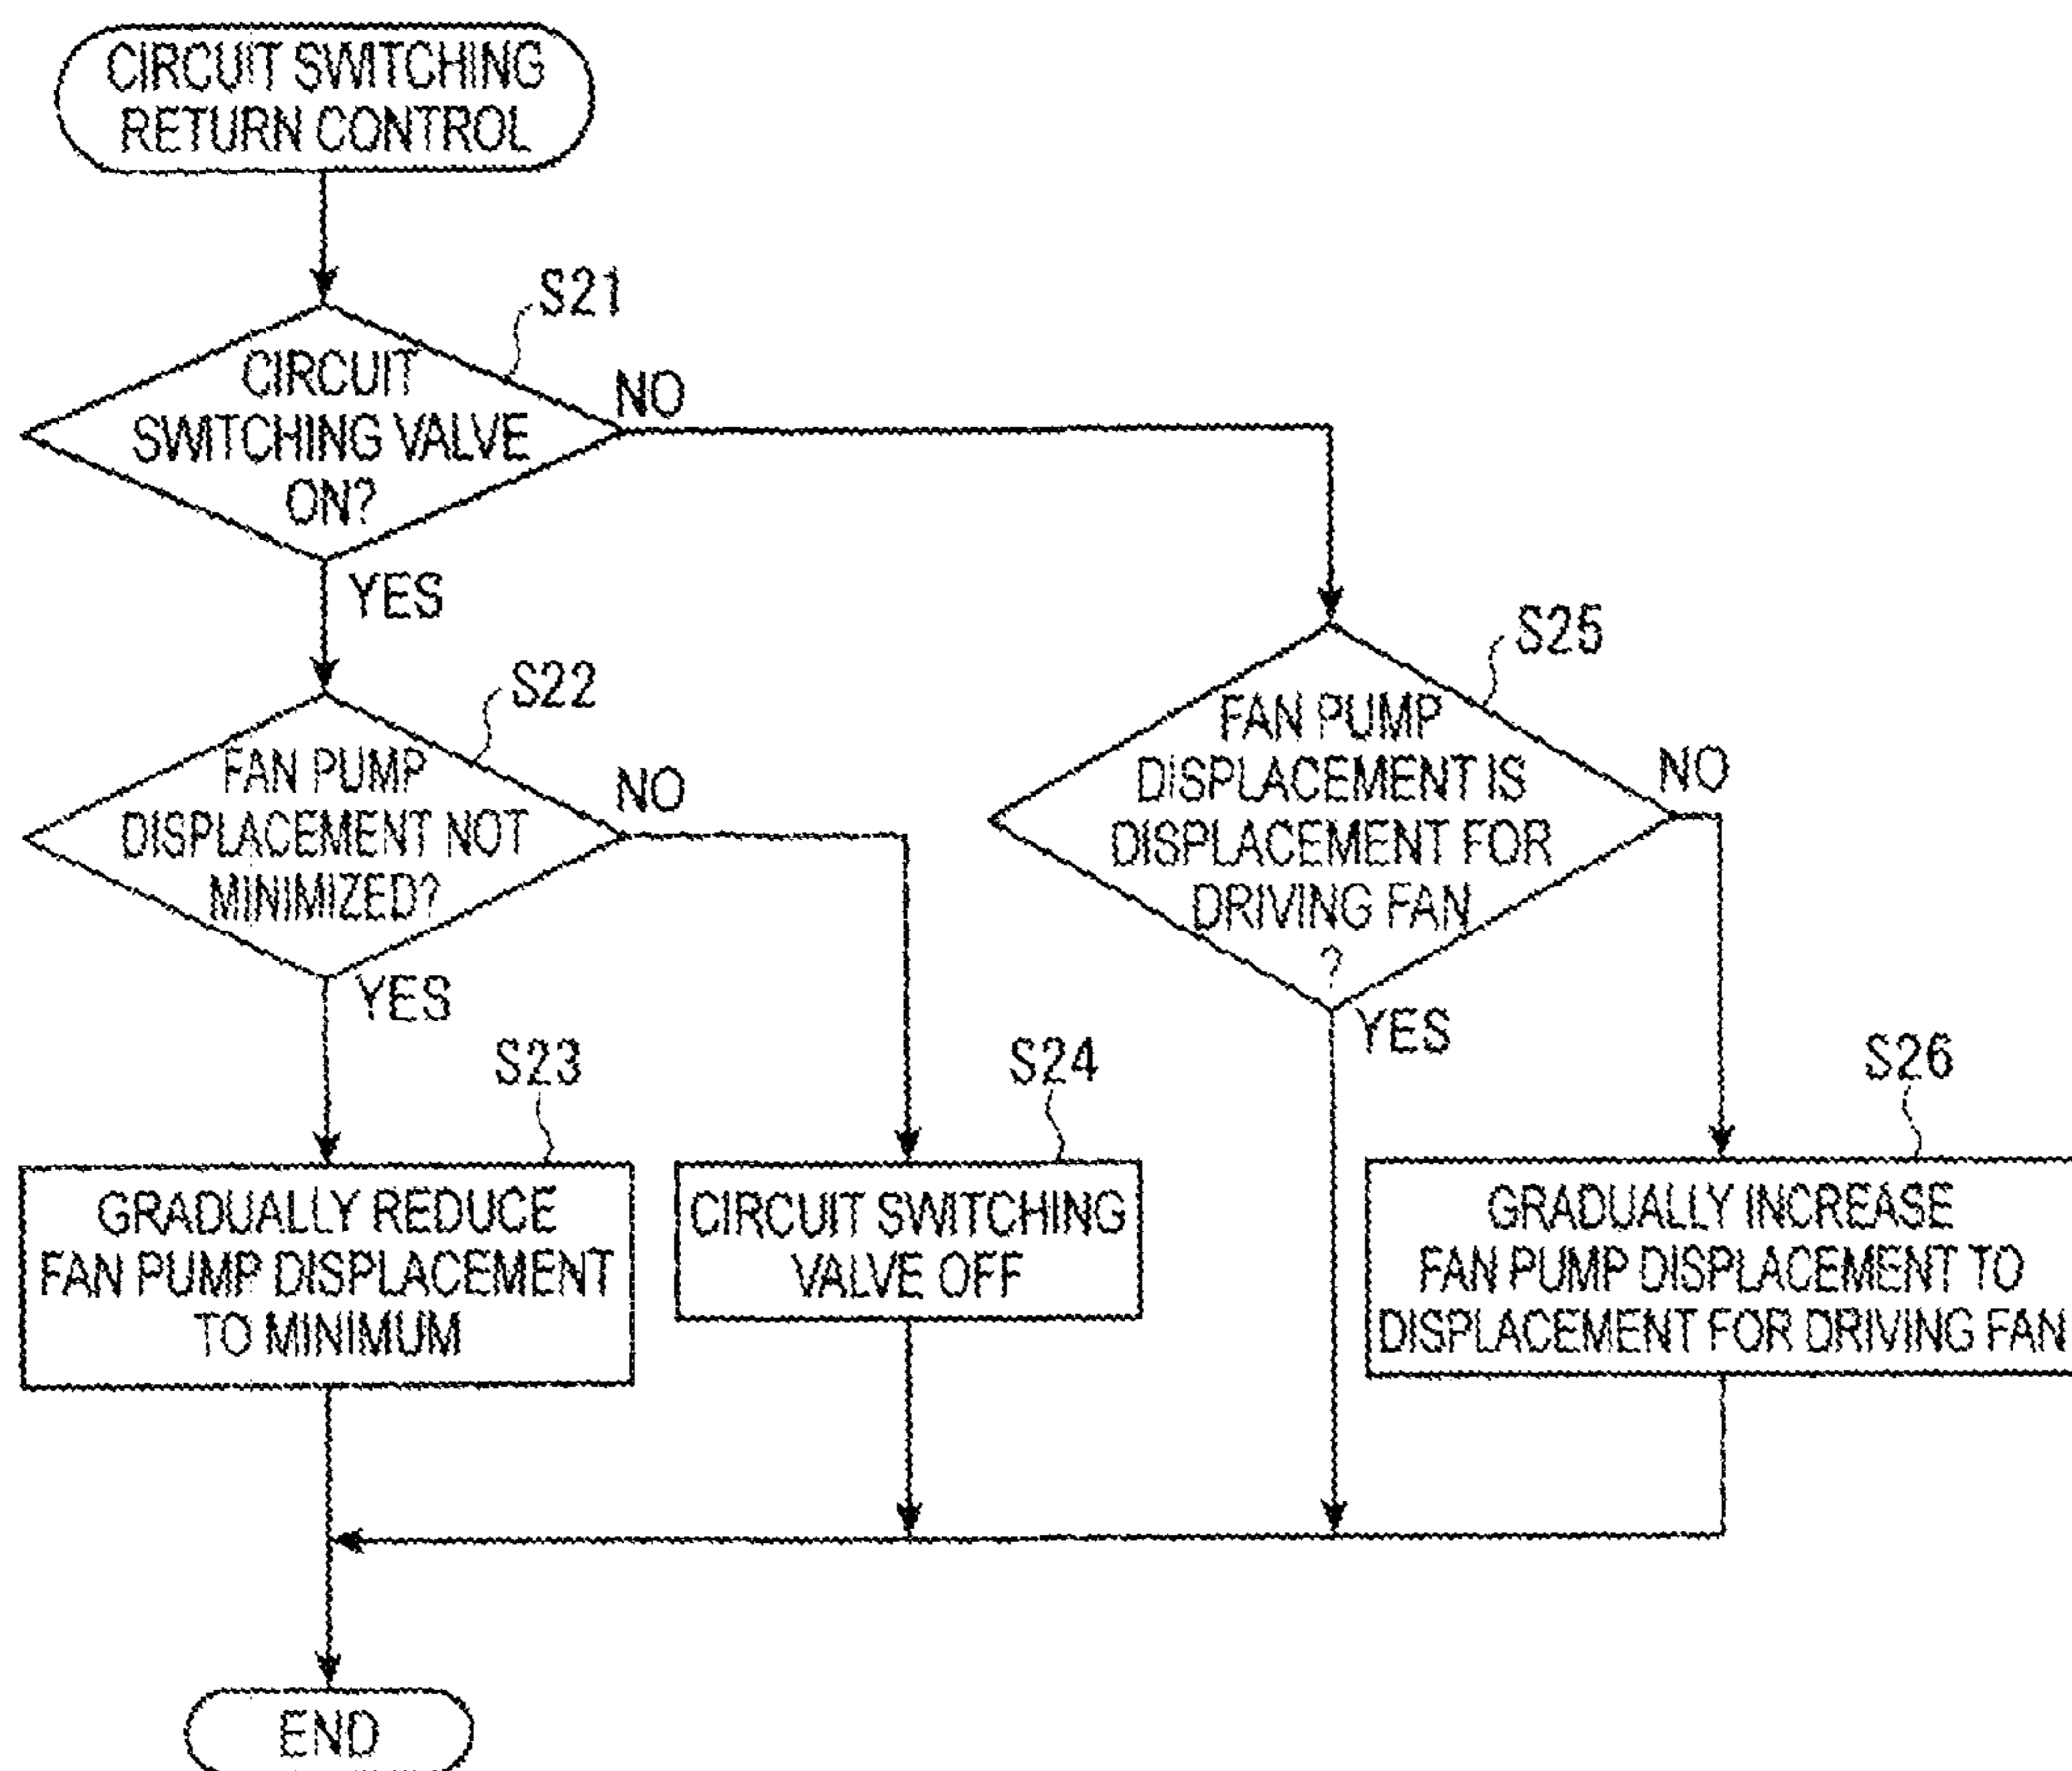 CIRCUIT SWITCHING
RETURN CONTROL
S21
CIRCUIT
SWITCHING VALVE
ON?
NO
YES
S22
FAN PUMP
DISPLACEMENT NOT
MINIMIZED?
NO
YES
S25
FAN PUMP
DISPLACEMENT IS
DISPLACEMENT FOR
DRIVING FAN
?
NO
YES
S23
GRADUALLY REDUCE
FAN PUMP DISPLACEMENT
TO MINIMUM
S24
CIRCUIT SWITCHING
VALVE OFF
S26
GRADUALLY INCREASE
FAN PUMP DISPLACEMENT TO
DISPLACEMENT FOR DRIVING FAN
END